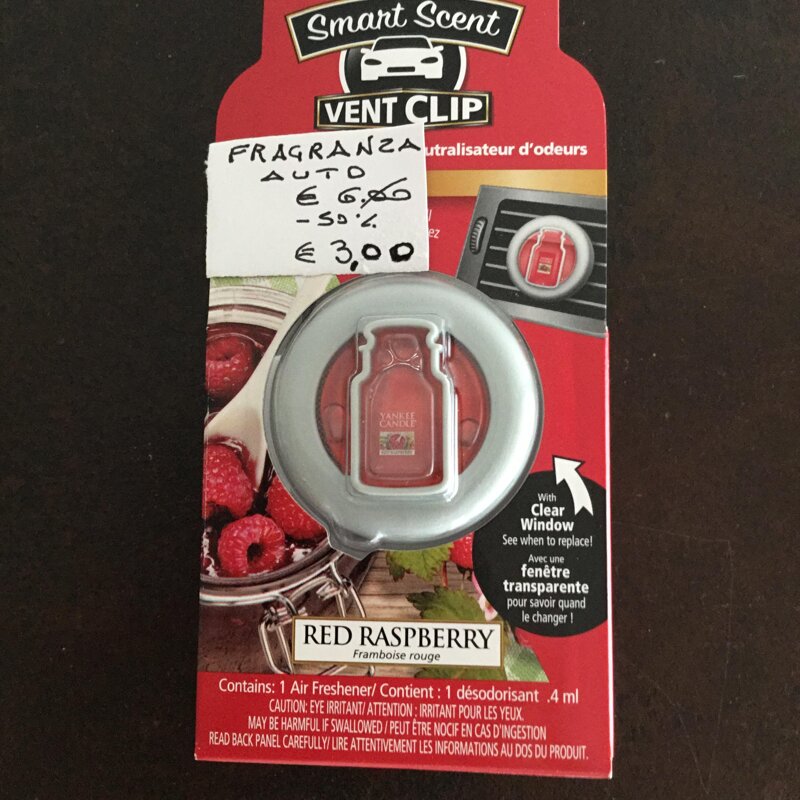 Smart Scent
VENT CLIP
FRAGRANZA
AUTO
€ 6,00
-50%
€ 3,00
utralisateur d'odeurs
ez
YANKEE
CANDLE
RED RASPBERRY
With
Clear
Window
See when to replace!
Avec une
fenêtre
transparente
pour savoir quand
le changer !
RED RASPBERRY
Framboise rouge
Contains: 1 Air Freshener/ Contient : 1 désodorisant .4 ml
CAUTION: EYE IRRITANT/ ATTENTION : IRRITANT POUR LES YEUX.
MAY BE HARMFUL IF SWALLOWED / PEUT ÊTRE NOCIF EN CAS D'INGESTION
READ BACK PANEL CAREFULLY/ LIRE ATTENTIVEMENT LES INFORMATIONS AU DOS DU PRODUIT.